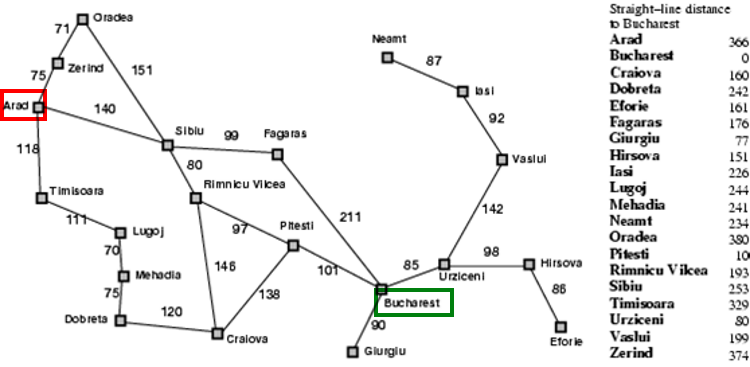 Straight–line distance
to Bucharest
Arad 366
Bucharest 0
Craiova 160
Dobreta 242
Eforie 161
Fagaras 176
Giurgiu 77
Hirsova 151
Iasi 226
Lugoj 244
Mehadia 241
Neamt 234
Oradea 380
Pitesti 10
Rimnicu Vilcea 193
Sibiu 253
Timisoara 329
Urziceni 80
Vaslui 199
Zerind 374
Oradea
71
Neamt
87
Zerind
75
151
Iasi
Arad
140
92
Sibiu
99
Fagaras
118
80
Vaslui
Timisoara
Rimnicu Vilcea
111
Lugoj
97
Pitesti
211
142
70
98
Mehadia
146
101
85
Hirsova
Urziceni
75
138
86
Bucharest
120
Dobreta
90
Craiova
Eforie
Giurgiu